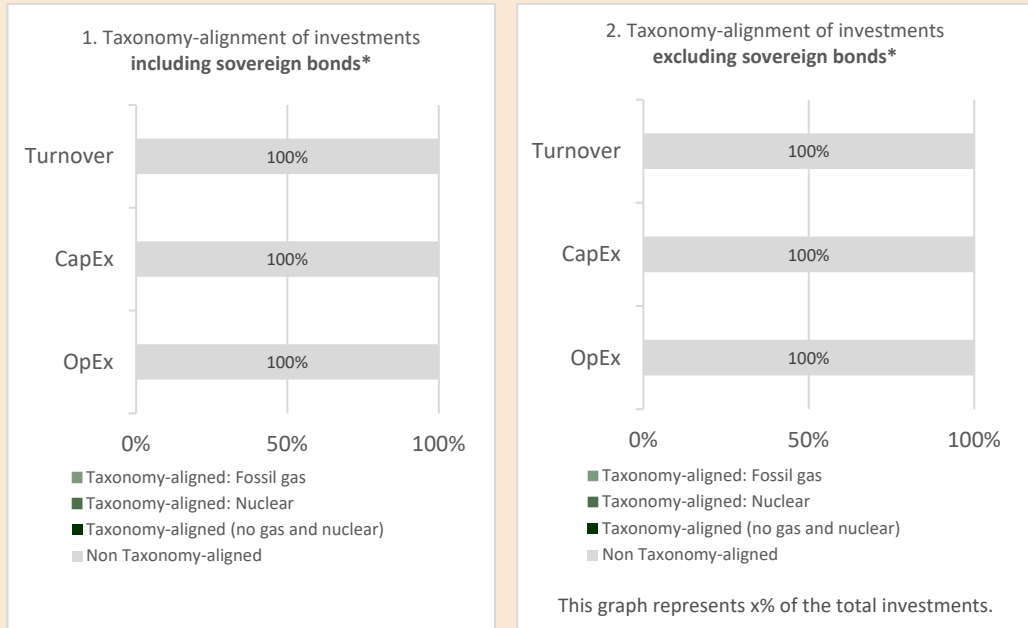 1. Taxonomy-alignment of investments
including sovereign bonds*
Turnover
100%
CapEx
100%
OpEx
100%
0%
50%
100%
Taxonomy-aligned: Fossil gas
Taxonomy-aligned: Nuclear
Taxonomy-aligned (no gas and nuclear)
Non Taxonomy-aligned
2. Taxonomy-alignment of investments
excluding sovereign bonds*
Turnover
100%
CapEx
100%
OpEx
100%
0%
50%
100%
Taxonomy-aligned: Fossil gas
Taxonomy-aligned: Nuclear
Taxonomy-aligned (no gas and nuclear)
Non Taxonomy-aligned
This graph represents x% of the total investments.